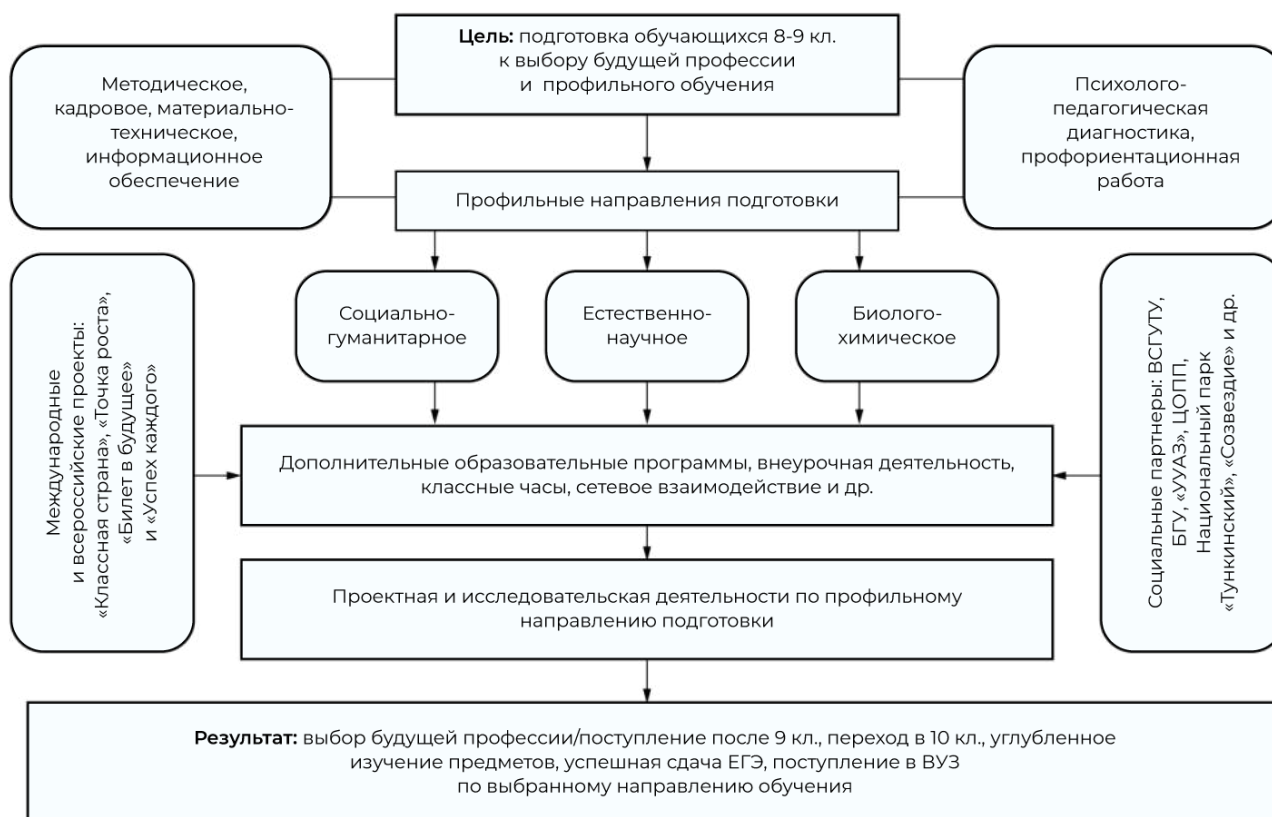 Цель: подготовка обучающихся 8-9 кл.
к выбору будущей профессии
и профильного обучения
Методическое,
кадровое, материально-
техническое,
информационное
обеспечение
Психолого-
педагогическая
диагностика,
профориентационная
работа
Профильные направления подготовки
Социально-
гуманитарное
Естественно-
научное
Биолого-
химическое
Международные
и всероссийские проекты:
«Классная страна», «Точка роста»,
«Билет в будущее»
и «Успех каждого»
Социальные партнеры: ВСГУТУ,
БГУ, «УУАЗ», ЦОПП,
Национальный парк
«Тункинский», «Созвездие» и др.
Дополнительные образовательные программы, внеурочная деятельность,
классные часы, сетевое взаимодействие и др.
Проектная и исследовательская деятельности по профильному
направлению подготовки
Результат: выбор будущей профессии/поступление после 9 кл., переход в 10 кл., углубленное
изучение предметов, успешная сдача ЕГЭ, поступление в ВУЗ
по выбранному направлению обучения